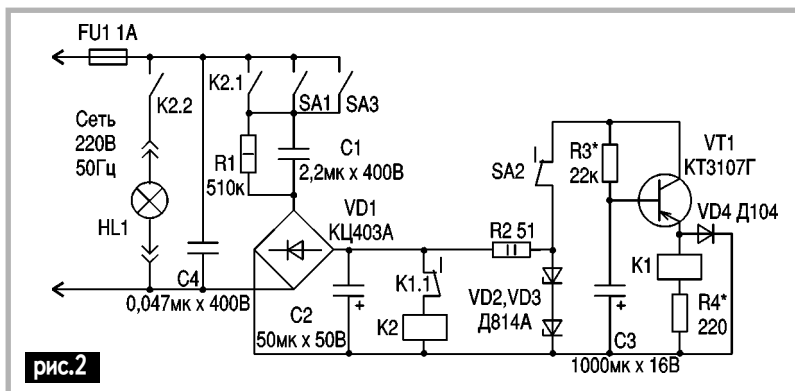 FU1 1A
K2.2
K2.1
SA1
SA3
Сеть
220В
50Гц
HL1
R1
510к
C1
2,2мк x 400В
VD1
КЦ403А
C4
0,047мк x 400В
C2
50мк x 50В
K1.1
K2
R2 51
SA2
VD2,VD3
Д814А
R3*
22к
VT1
КТ3107Г
VD4 Д104
K1
R4*
220
C3
1000мк x 16В
+
+
рис.2